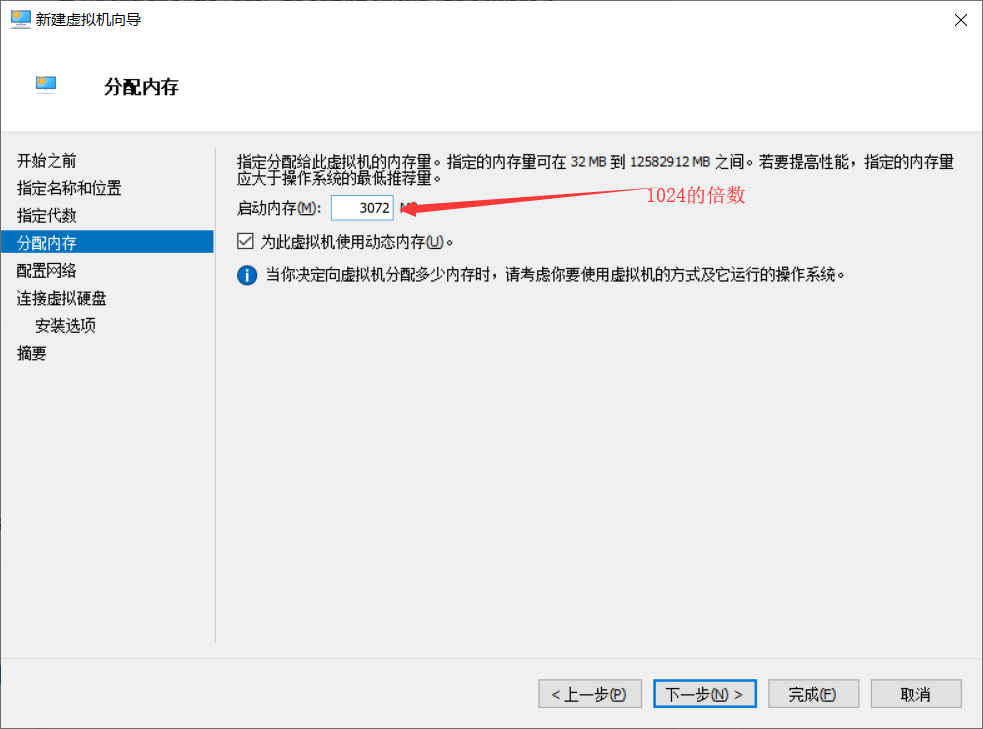 新建虚拟机向导
分配内存
开始之前
指定名称和位置
指定代数
分配内存
配置网络
连接虚拟硬盘
安装选项
摘要
指定分配给此虚拟机的内存量。指定的内存量可在 32 MB 到 12582912 MB 之间。若要提高性能，指定的内存量
应大于操作系统的最低推荐量。
启动内存(M): 3072
1024的倍数
为此虚拟机使用动态内存(U)。
当你决定向虚拟机分配多少内存时，请考虑你要使用虚拟机的方式及它运行的操作系统。
< 上一步(P) 下一步(N) > 完成(F) 取消